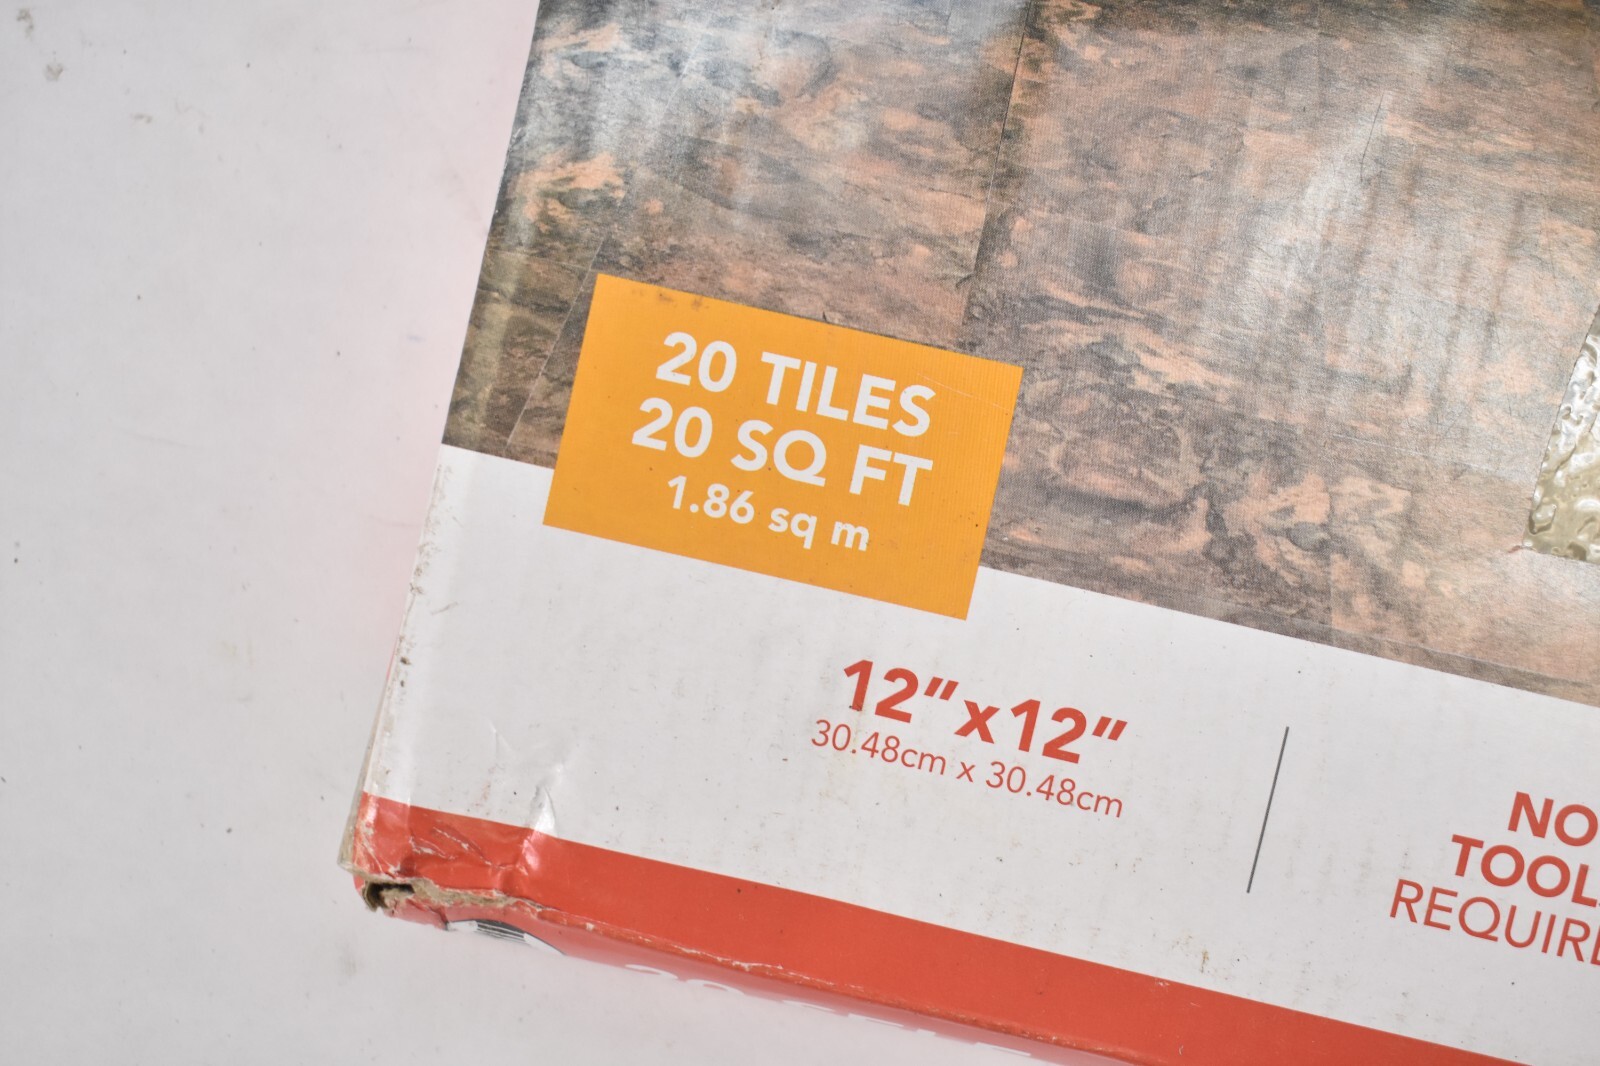 20 TILES
20 SQ FT
1.86 sq m
12”x12”
30.48cm x 30.48cm
NO
TOOL
REQUIRE